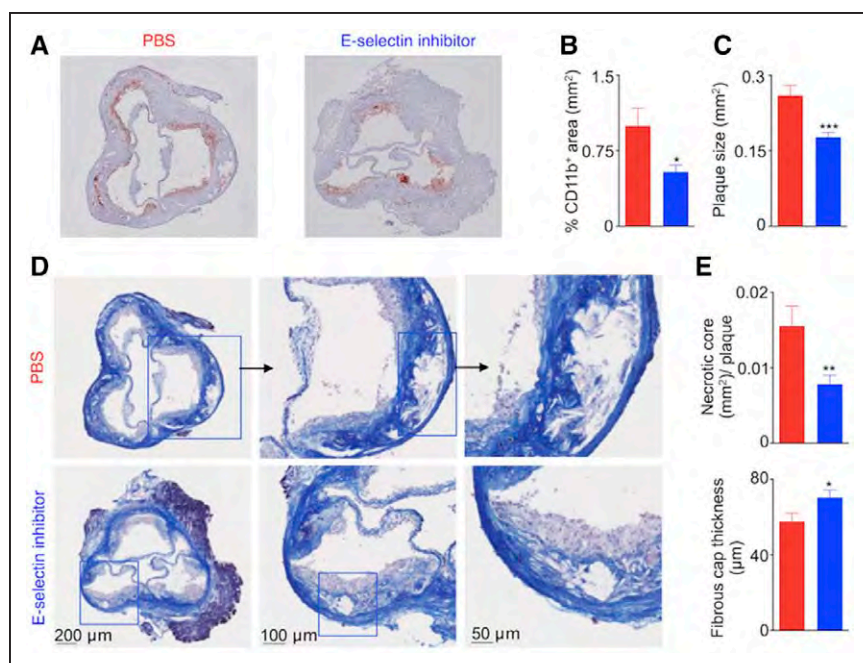 A
PBS
E-selectin inhibitor
B
1.5
0.75
0
% CD11b⁺ area (mm²)
*
C
0.3
0.15
0
Plaque size (mm²)
***
D
PBS
E-selectin inhibitor
200 µm
100 µm
50 µm
E
0.02
0.01
0
Necrotic core
(mm²)/ plaque
**
80
40
0
Fibrous cap thickness
(µm)
*